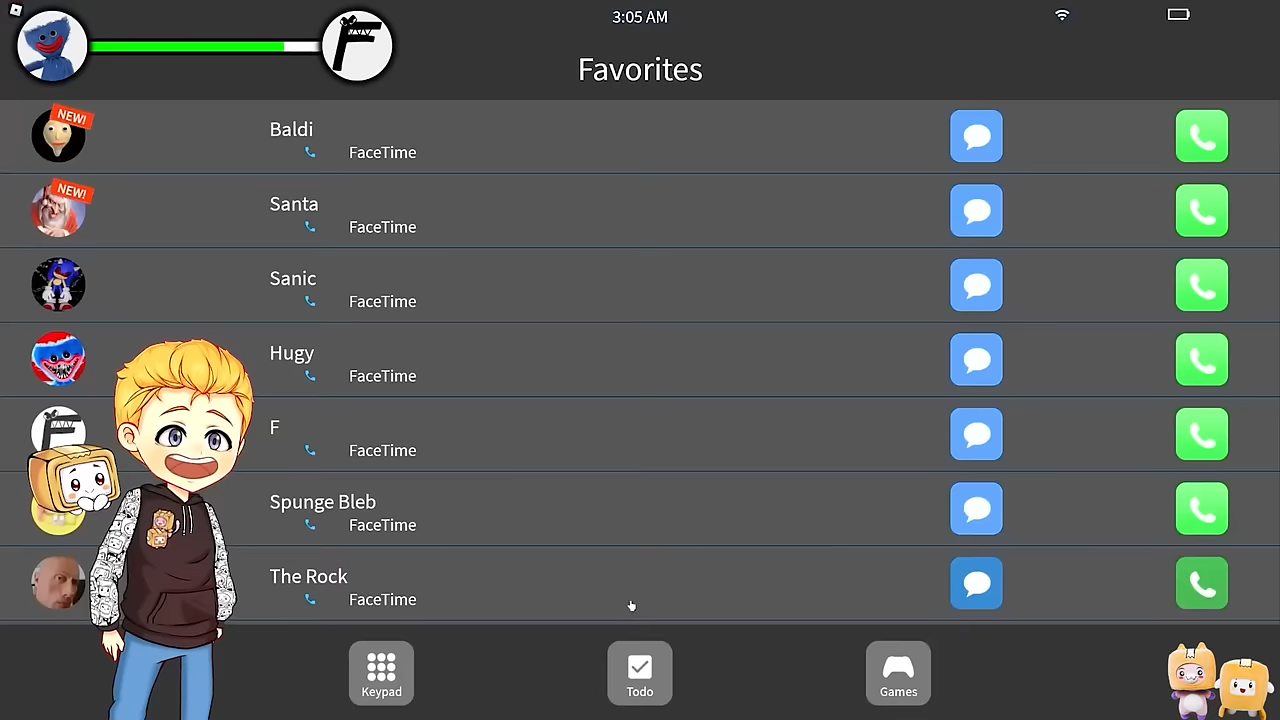 3:05 AM
F
Favorites
NEW!
Baldi
FaceTime
NEW!
Santa
FaceTime
Sanic
FaceTime
Hugy
FaceTime
F
F
FaceTime
Spunge Bleb
FaceTime
The Rock
FaceTime
Keypad
Todo
Games